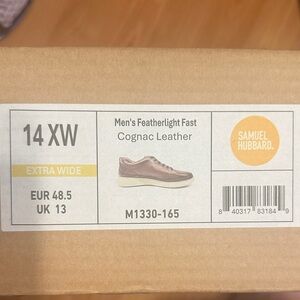 14 XW
EXTRA WIDE
EUR 48.5
UK 13
Men's Featherlight Fast
Cognac Leather
M1330-165
SAMUEL
HUBBARD.
8 40317 83184 9